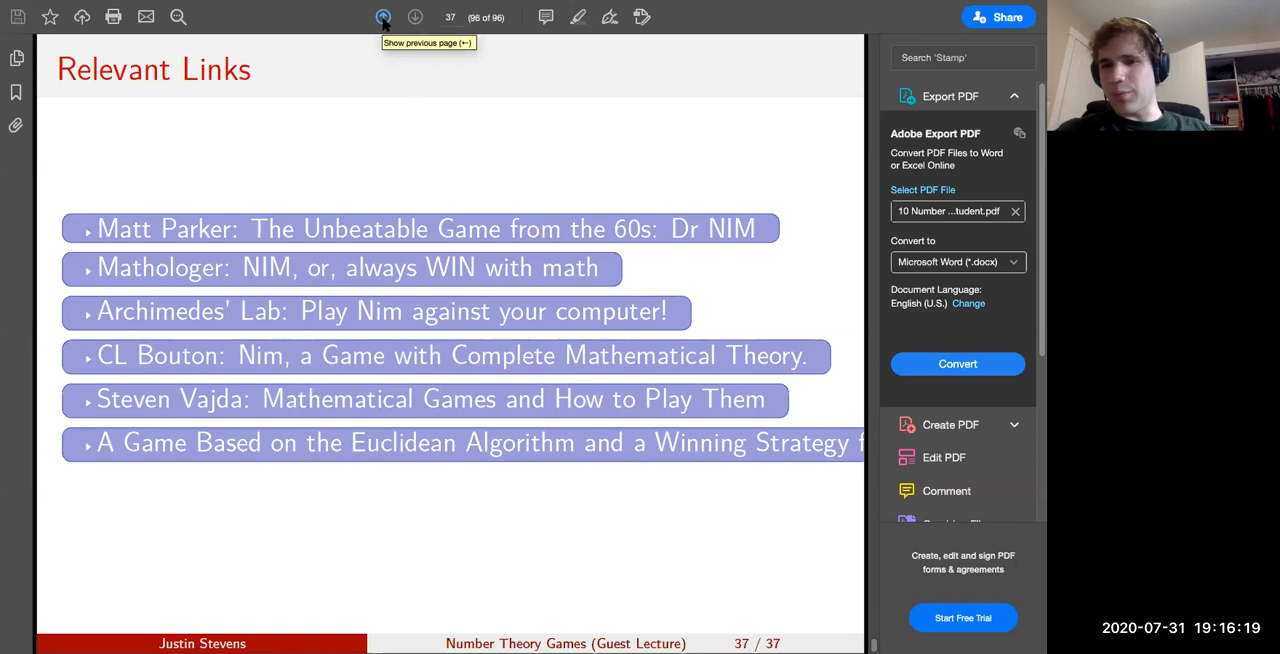 37 (96 of 96)
Share
Show previous page (←)
Search 'Stamp'
Relevant Links
Export PDF
Adobe Export PDF
Convert PDF Files to Word
or Excel Online
Select PDF File
10 Number ...tudent.pdf
Convert to
Microsoft Word (*.docx)
Document Language:
English (U.S.) Change
Convert
Create PDF
Edit PDF
Comment
Create, edit and sign PDF
forms & agreements
Start Free Trial
Matt Parker: The Unbeatable Game from the 60s: Dr NIM
Mathologer: NIM, or, always WIN with math
Archimedes' Lab: Play Nim against your computer!
CL Bouton: Nim, a Game with Complete Mathematical Theory.
Steven Vajda: Mathematical Games and How to Play Them
A Game Based on the Euclidean Algorithm and a Winning Strategy f
Justin Stevens
Number Theory Games (Guest Lecture)
37 / 37
2020-07-31 19:16:19